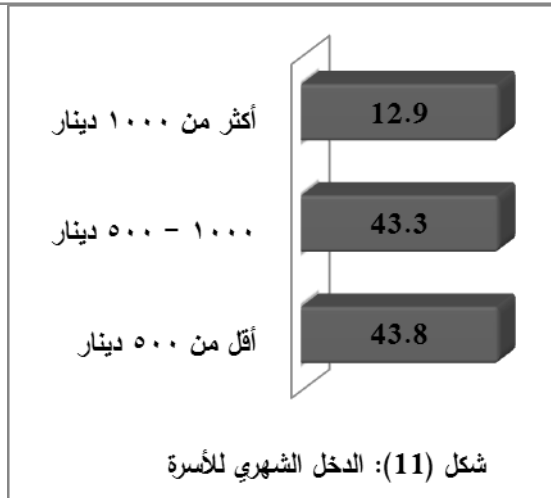 أكثر من ١٠٠٠ دينار
12.9
٥٠٠ - ١٠٠٠ دينار
43.3
أقل من ٥٠٠ دينار
43.8
شكل (11): الدخل الشهري للأسرة